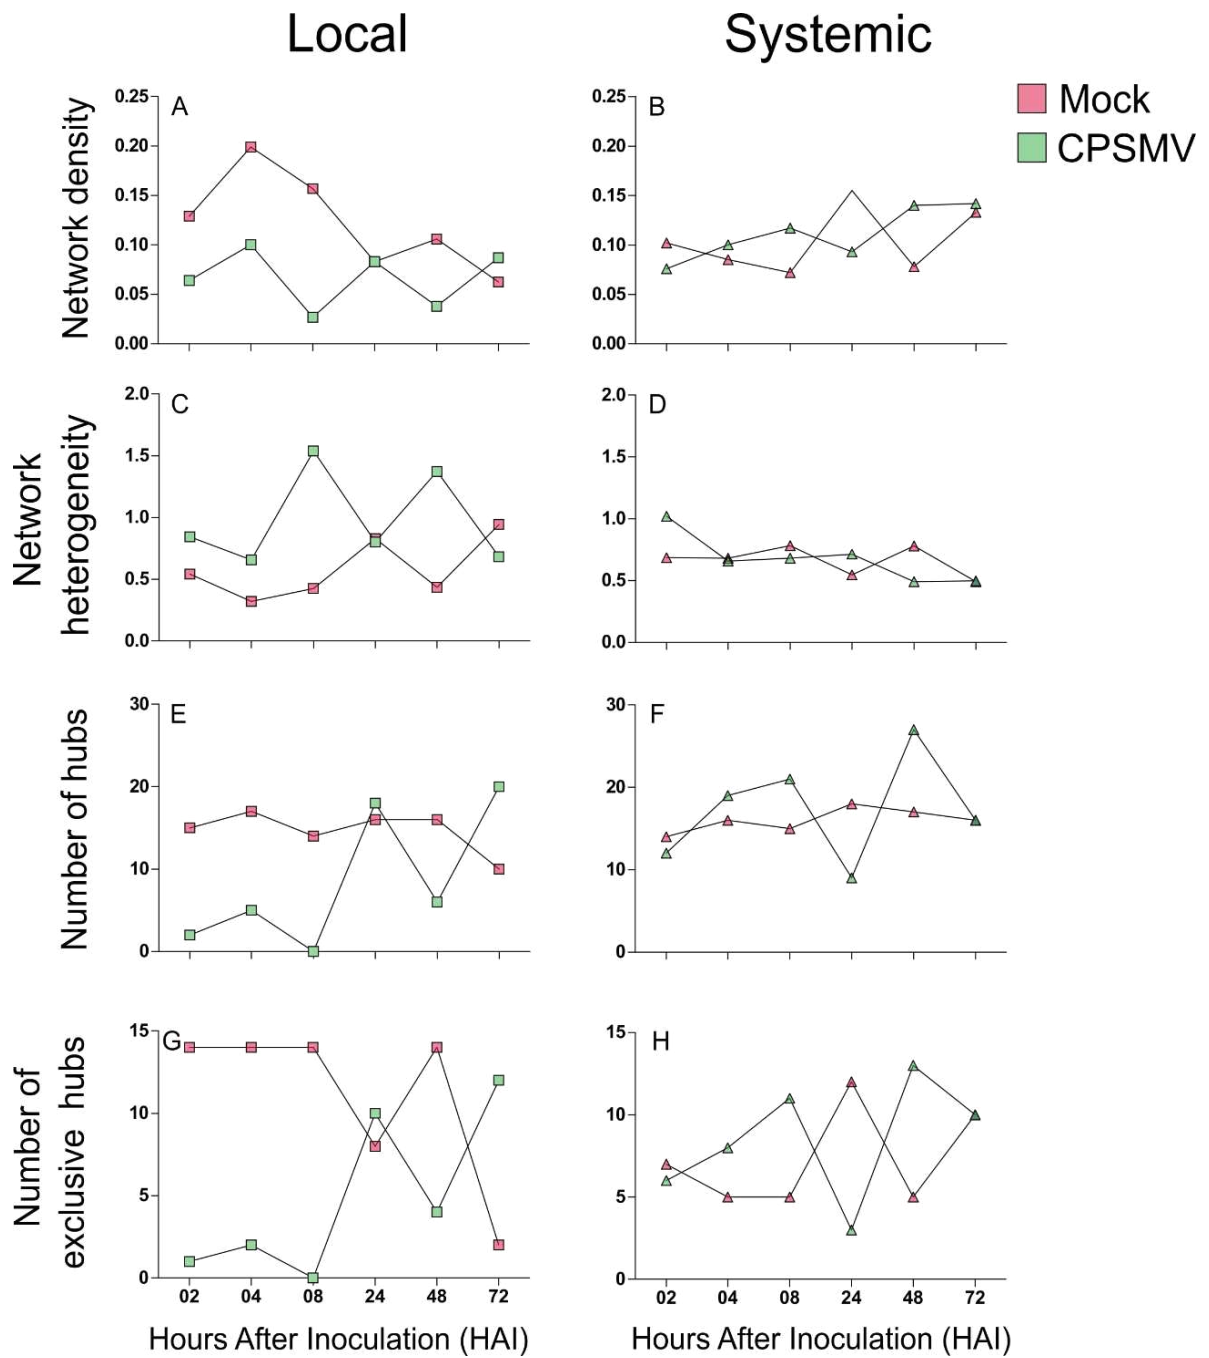 Local
Systemic
Mock
CPSMV
A
Network density
0.25
0.20
0.15
0.10
0.05
0.00
B
0.25
0.20
0.15
0.10
0.05
0.00
C
Network
heterogeneity
2.0
1.5
1.0
0.5
0.0
D
2.0
1.5
1.0
0.5
0.0
E
Number of hubs
30
20
10
0
F
30
20
10
0
G
Number of
exclusive hubs
15
10
5
0
02 04 08 24 48 72
Hours After Inoculation (HAI)
H
15
10
5
0
02 04 08 24 48 72
Hours After Inoculation (HAI)